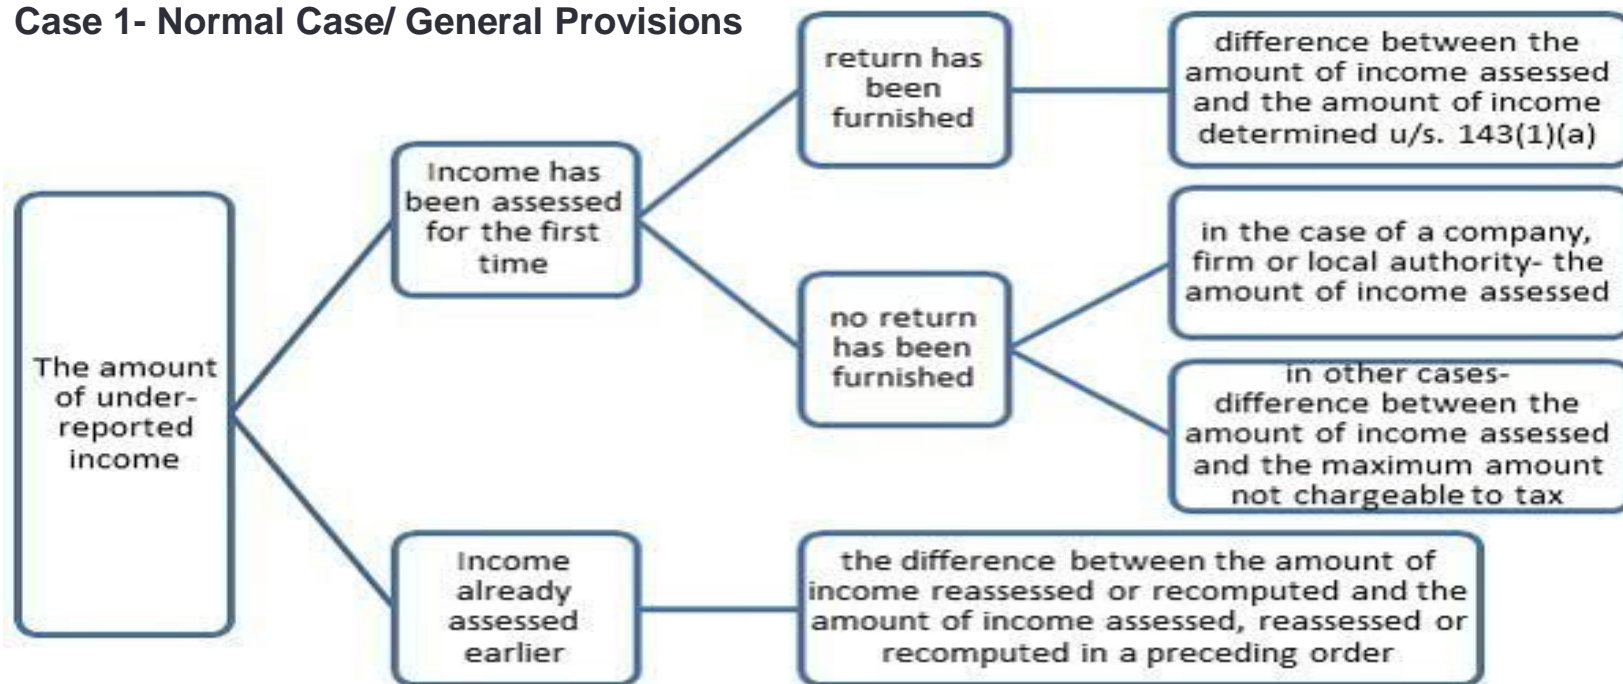 Case 1- Normal Case/ General Provisions
The amount
of under-
reported
income
Income has
been assessed
for the first
time
return has
been
furnished
difference between the
amount of income assessed
and the amount of income
determined u/s. 143(1)(a)
no return
has been
furnished
in the case of a company,
firm or local authority- the
amount of income assessed
in other cases-
difference between the
amount of income assessed
and the maximum amount
not chargeable to tax
Income
already
assessed
earlier
the difference between the amount of
income reassessed or recomputed and the
amount of income assessed, reassessed or
recomputed in a preceding order